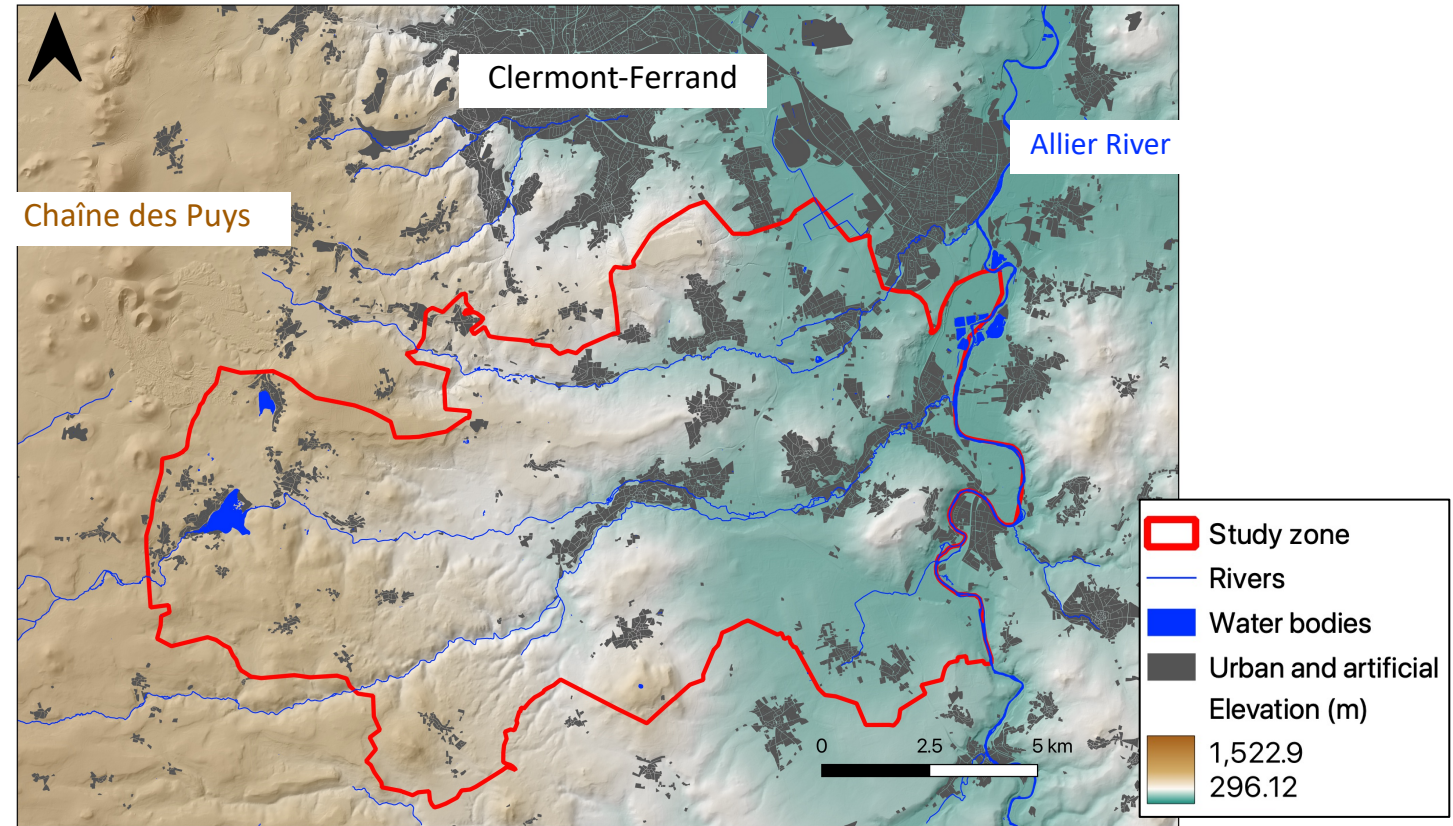 Clermont-Ferrand
Allier River
Chaîne des Puys
Study zone
Rivers
Water bodies
Urban and artificial
Elevation (m)
1,522.9
296.12
0 2.5 5 km